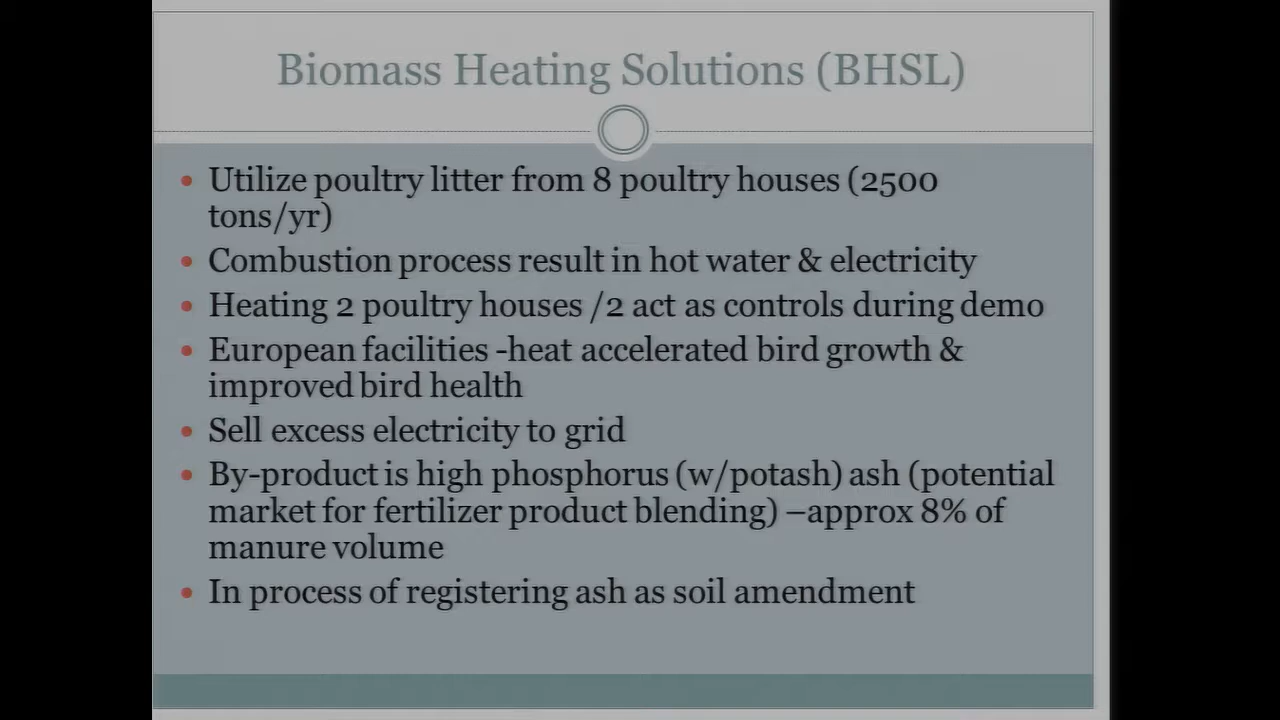 Biomass Heating Solutions (BHSL)
• Utilize poultry litter from 8 poultry houses (2500
tons/yr)
• Combustion process result in hot water & electricity
• Heating 2 poultry houses /2 act as controls during demo
• European facilities -heat accelerated bird growth &
improved bird health
• Sell excess electricity to grid
• By-product is high phosphorus (w/potash) ash (potential
market for fertilizer product blending) –approx 8% of
manure volume
• In process of registering ash as soil amendment